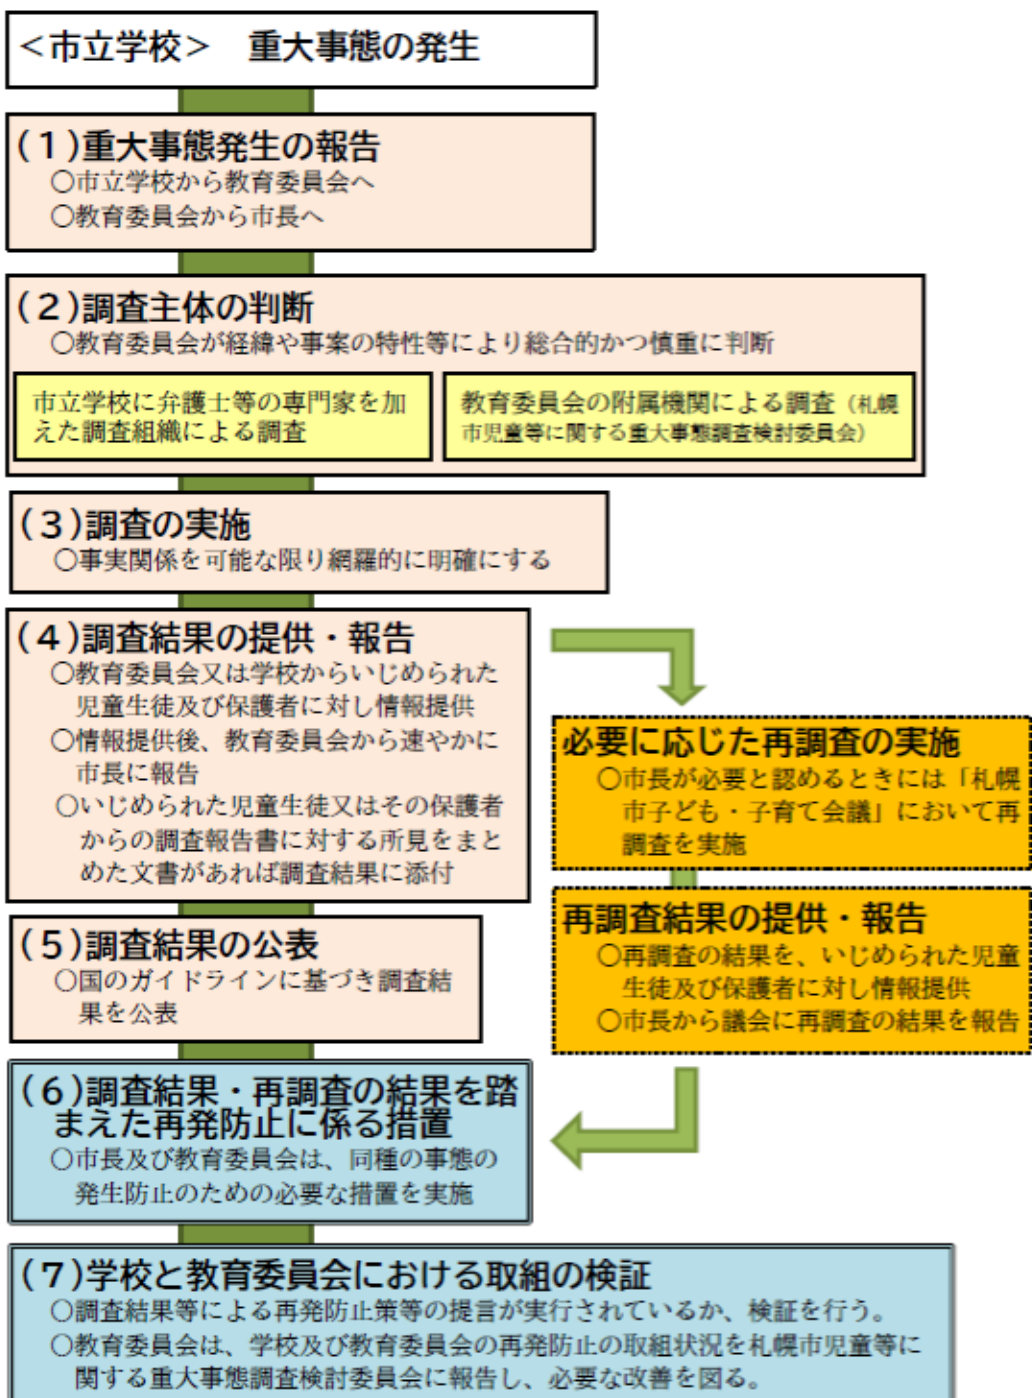 ＜市立学校＞　重大事態の発生
(１)重大事態発生の報告
○市立学校から教育委員会へ
○教育委員会から市長へ
(２)調査主体の判断
○教育委員会が経緯や事案の特性等により総合的かつ慎重に判断
市立学校に弁護士等の専門家を加
えた調査組織による調査
教育委員会の附属機関による調査（札幌
市児童等に関する重大事態調査検討委員会）
(３)調査の実施
○事実関係を可能な限り網羅的に明確にする
(４)調査結果の提供・報告
○教育委員会又は学校からいじめられた
児童生徒及び保護者に対し情報提供
○情報提供後、教育委員会から速やかに
市長に報告
○いじめられた児童生徒又はその保護者
からの調査報告書に対する所見をまと
めた文書があれば調査結果に添付
必要に応じた再調査の実施
○市長が必要と認めるときには「札幌
市子ども・子育て会議」において再
調査を実施
再調査結果の提供・報告
○再調査の結果を、いじめられた児童
生徒及び保護者に対し情報提供
○市長から議会に再調査の結果を報告
(５)調査結果の公表
○国のガイドラインに基づき調査結
果を公表
(６)調査結果・再調査の結果を踏
まえた再発防止に係る措置
○市長及び教育委員会は、同種の事態の
発生防止のための必要な措置を実施
(７)学校と教育委員会における取組の検証
○調査結果等による再発防止策等の提言が実行されているか、検証を行う。
○教育委員会は、学校及び教育委員会の再発防止の取組状況を札幌市児童等に
関する重大事態調査検討委員会に報告し、必要な改善を図る。